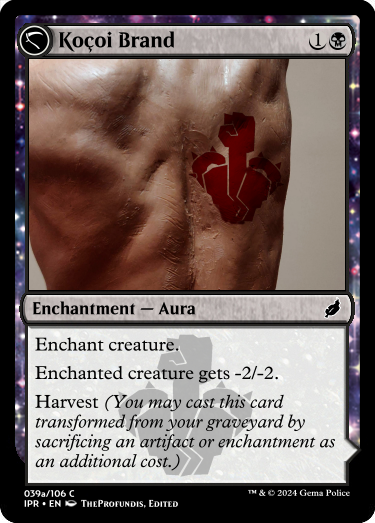 Koçoi Brand 1
Enchantment — Aura
Enchant creature.
Enchanted creature gets -2/-2.
Harvest (You may cast this card
transformed from your graveyard by
sacrificing an artifact or enchantment as
an additional cost.)
039a/106 C
IPR • EN TheProfundis, Edited
™ & © 2024 Gema Police